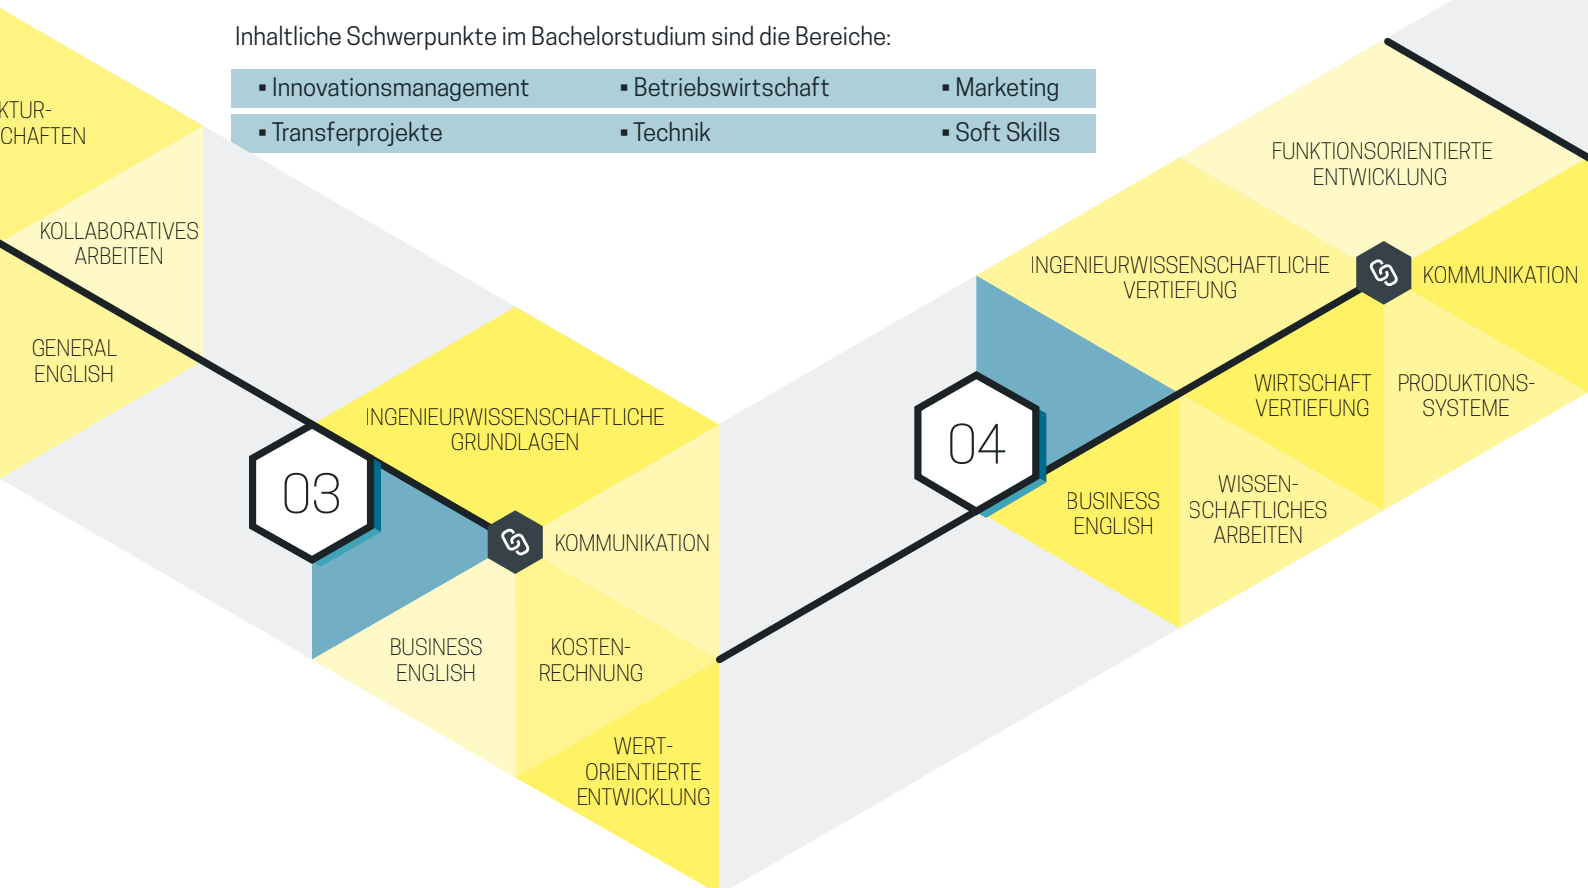 Inhaltliche Schwerpunkte im Bachelorstudium sind die Bereiche:
▪ Innovationsmanagement ▪ Betriebswirtschaft ▪ Marketing
▪ Transferprojekte ▪ Technik ▪ Soft Skills
KTUR-
CHAFTEN
KOLLABORATIVES
ARBEITEN
GENERAL
ENGLISH
03
INGENIEURWISSENSCHAFTLICHE
GRUNDLAGEN
KOMMUNIKATION
BUSINESS
ENGLISH
KOSTEN-
RECHNUNG
WERT-
ORIENTIERTE
ENTWICKLUNG
04
INGENIEURWISSENSCHAFTLICHE
VERTIEFUNG
FUNKTIONSORIENTIERTE
ENTWICKLUNG
KOMMUNIKATION
WIRTSCHAFT
VERTIEFUNG
PRODUKTIONS-
SYSTEME
BUSINESS
ENGLISH
WISSEN-
SCHAFTLICHES
ARBEITEN